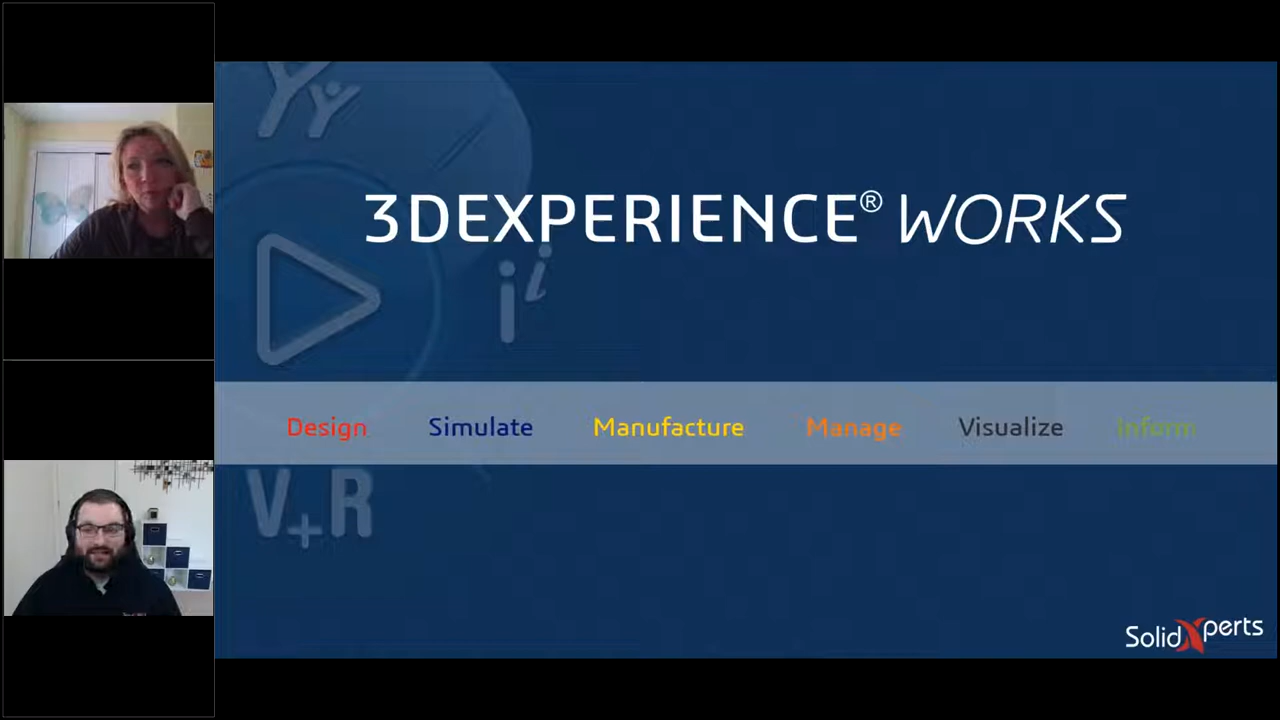 3DEXPERIENCE® WORKS
i i
Design Simulate Manufacture Manage Visualize Inform
V+R
SolidXperts